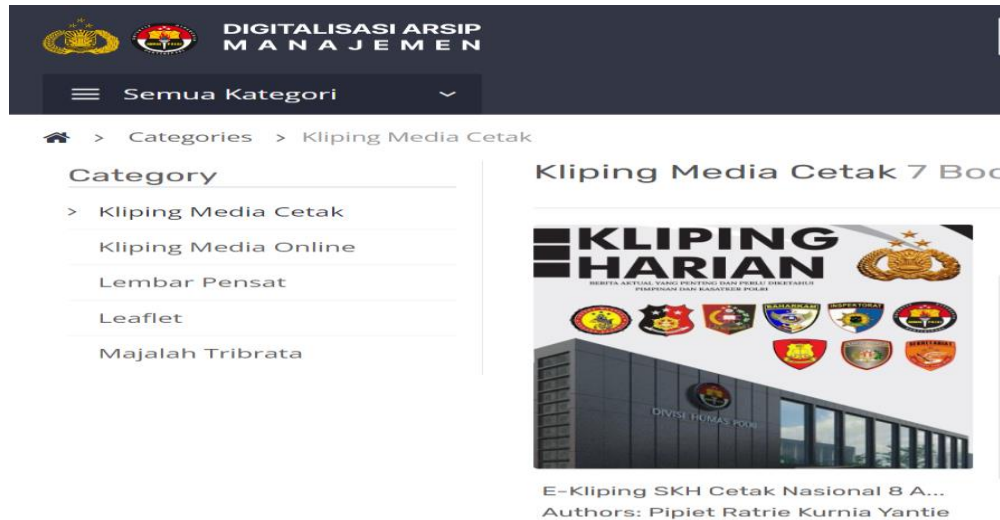 DIGITALISASI ARSIP
MANAJEMEN
Semua Kategori
> Categories > Kliping Media Cetak
Category
> Kliping Media Cetak
Kliping Media Online
Lembar Pensat
Leaflet
Majalah Tribrata
Kliping Media Cetak 7 Boo
KLIPING
HARIAN
BERITA AKTUAL YANG PENTING DAN PERLU DIKETAHUI
PIMPINAN DAN KASATKER POLRI
BAHARKAM
INSPEKTORAT
DIVISI HUMAS POLRI
E-Kliping SKH Cetak Nasional 8 A...
Authors: Pipiet Ratrie Kurnia Yantie